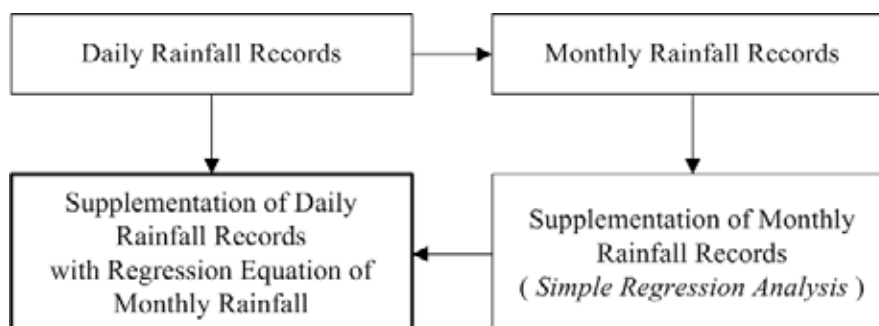 Daily Rainfall Records
Monthly Rainfall Records
Supplementation of Daily
Rainfall Records
with Regression Equation of
Monthly Rainfall
Supplementation of Monthly
Rainfall Records
( Simple Regression Analysis )